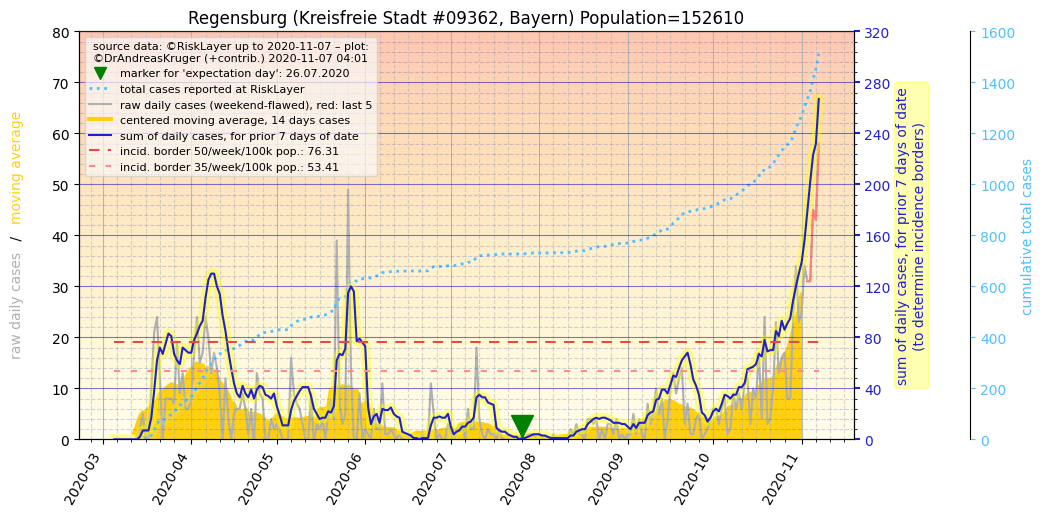 Regensburg (Kreisfreie Stadt #09362, Bayern) Population=152610
source data: ©RiskLayer up to 2020-11-07 – plot:
©DrAndreasKruger (+contrib.) 2020-11-07 04:01
marker for 'expectation day': 26.07.2020
total cases reported at RiskLayer
raw daily cases (weekend-flawed), red: last 5
centered moving average, 14 days cases
sum of daily cases, for prior 7 days of date
incid. border 50/week/100k pop.: 76.31
incid. border 35/week/100k pop.: 53.41
raw daily cases / moving average
80
70
60
50
40
30
20
10
0
2020-03
2020-04
2020-05
2020-06
2020-07
2020-08
2020-09
2020-10
2020-11
320
280
240
200
160
120
80
40
0
sum of daily cases, for prior 7 days of date
(to determine incidence borders)
1600
1400
1200
1000
800
600
400
200
0
cumulative total cases